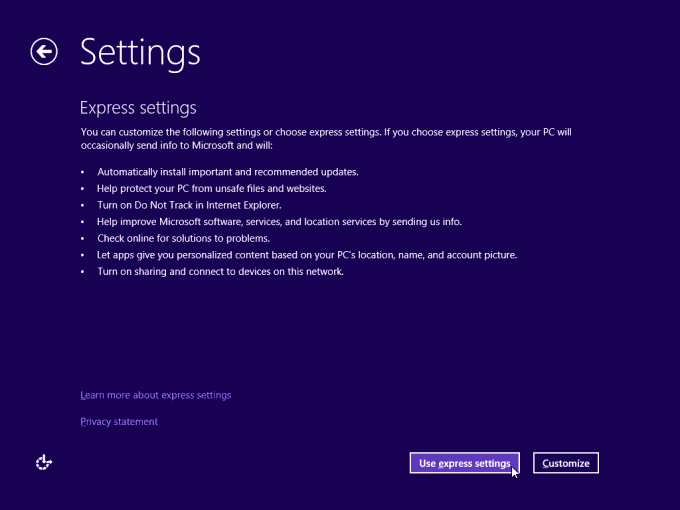 Settings
Express settings
You can customize the following settings or choose express settings. If you choose express settings, your PC will
occasionally send info to Microsoft and will:
• Automatically install important and recommended updates.
• Help protect your PC from unsafe files and websites.
• Turn on Do Not Track in Internet Explorer.
• Help improve Microsoft software, services, and location services by sending us info.
• Check online for solutions to problems.
• Let apps give you personalized content based on your PC's location, name, and account picture.
• Turn on sharing and connect to devices on this network.
Learn more about express settings
Privacy statement
Use express settings
Customize